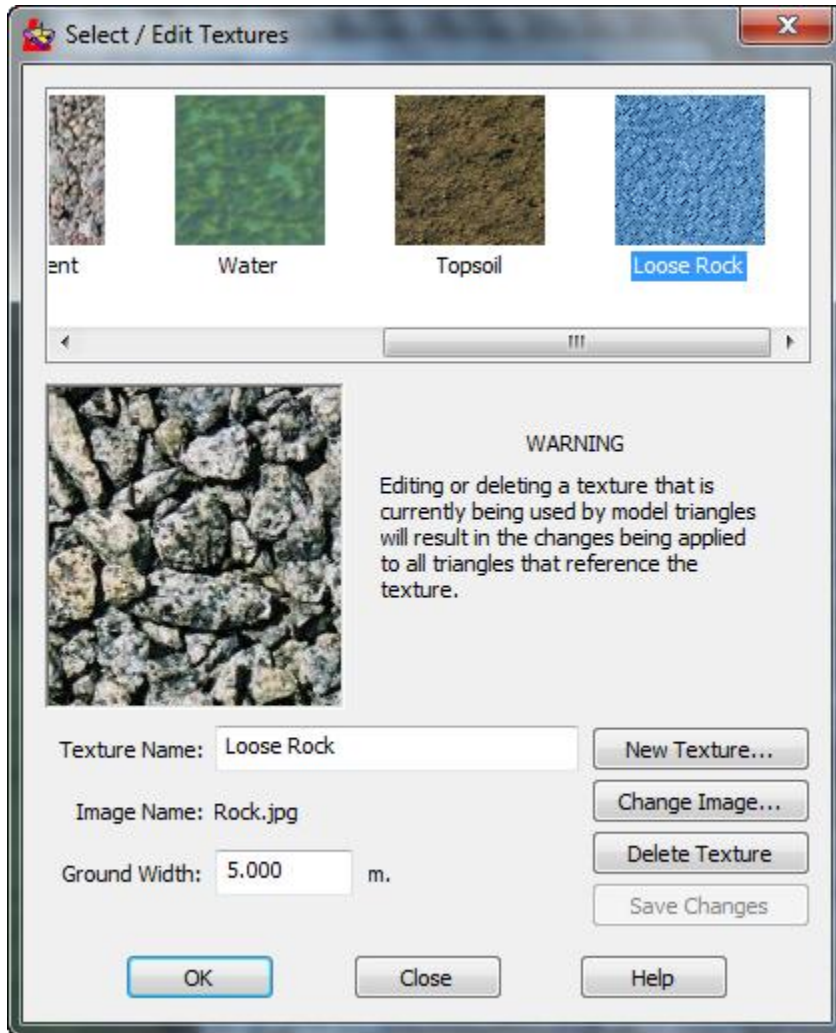 Select / Edit Textures
ent
Water
Topsoil
Loose Rock
WARNING
Editing or deleting a texture that is
currently being used by model triangles
will result in the changes being applied
to all triangles that reference the
texture.
Texture Name: Loose Rock
New Texture...
Image Name: Rock.jpg
Change Image...
Delete Texture
Ground Width: 5.000 m.
Save Changes
OK
Close
Help